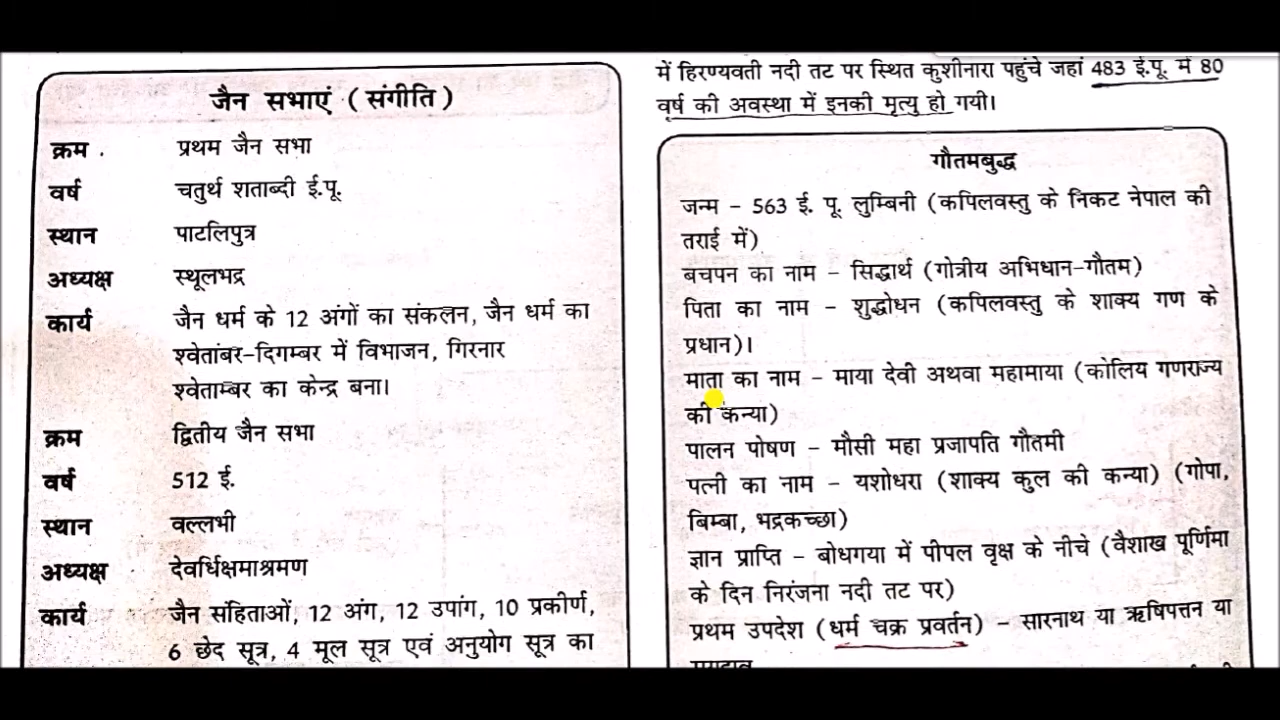 जैन सभाएं ( संगीति )
क्रम . प्रथम जैन सभा
वर्ष चतुर्थ शताब्दी ई.पू.
स्थान पाटलिपुत्र
अध्यक्ष स्थूलभद्र
कार्य जैन धर्म के 12 अंगों का संकलन, जैन धर्म का
श्वेतांबर-दिगम्बर में विभाजन, गिरनार
श्वेताम्बर का केन्द्र बना।
क्रम द्वितीय जैन सभा
वर्ष 512 ई.
स्थान वल्लभी
अध्यक्ष देवर्धिक्षमाश्रमण
कार्य जैन संहिताओं, 12 अंग, 12 उपांग, 10 प्रकीर्ण,
6 छेद सूत्र, 4 मूल सूत्र एवं अनुयोग सूत्र का
में हिरण्यवती नदी तट पर स्थित कुशीनारा पहुंचे जहां 483 ई.पू. में 80
वर्ष की अवस्था में इनकी मृत्यु हो गयी।
गौतमबुद्ध
जन्म – 563 ई. पू. लुम्बिनी (कपिलवस्तु के निकट नेपाल की
तराई में)
बचपन का नाम – सिद्धार्थ (गोत्रीय अभिधान-गौतम)
पिता का नाम – शुद्धोधन (कपिलवस्तु के शाक्य गण के
प्रधान)।
माता का नाम – माया देवी अथवा महामाया (कोलिय गणराज्य
की कन्या)
पालन पोषण – मौसी महा प्रजापति गौतमी
पत्नी का नाम – यशोधरा (शाक्य कुल की कन्या) (गोपा,
बिम्बा, भद्रकच्छा)
ज्ञान प्राप्ति – बोधगया में पीपल वृक्ष के नीचे (वैशाख पूर्णिमा
के दिन निरंजना नदी तट पर)
प्रथम उपदेश (धर्म चक्र प्रवर्तन) – सारनाथ या ऋषिपत्तन या